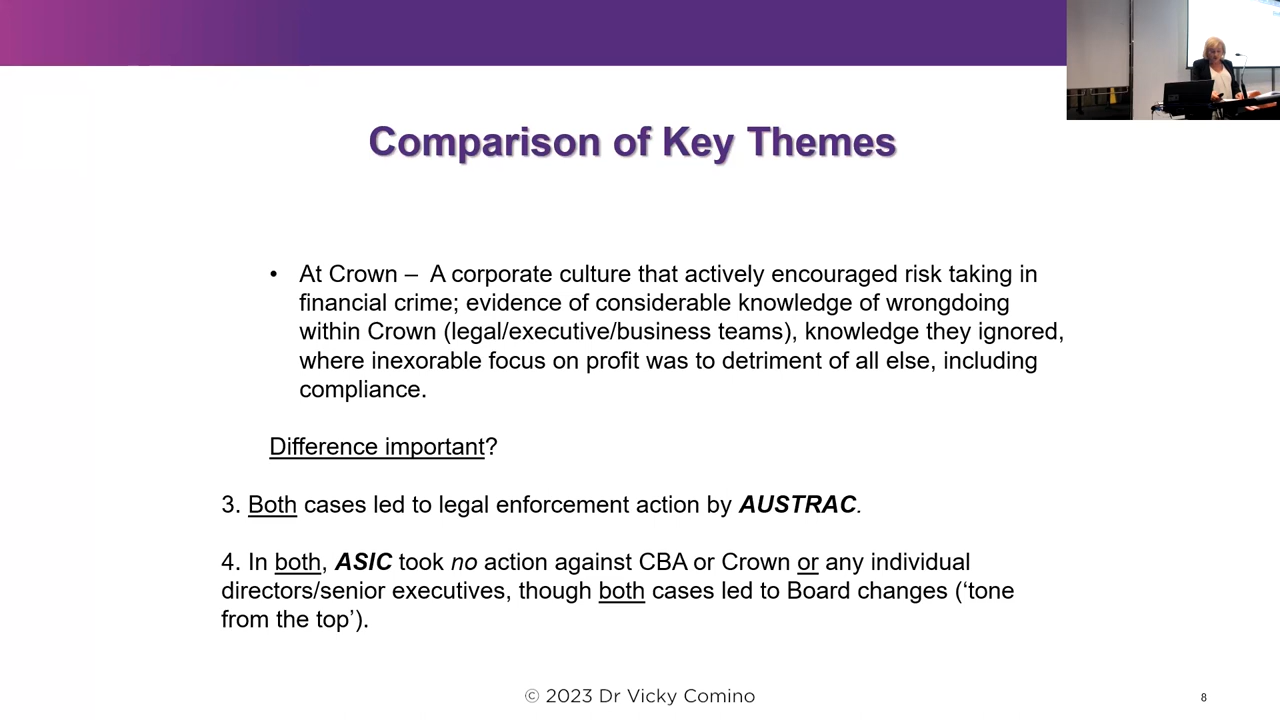 Comparison of Key Themes
• At Crown – A corporate culture that actively encouraged risk taking in
financial crime; evidence of considerable knowledge of wrongdoing
within Crown (legal/executive/business teams), knowledge they ignored,
where inexorable focus on profit was to detriment of all else, including
compliance.
Difference important?
3. Both cases led to legal enforcement action by AUSTRAC.
4. In both, ASIC took no action against CBA or Crown or any individual
directors/senior executives, though both cases led to Board changes (‘tone
from the top’).
© 2023 Dr Vicky Comino
8